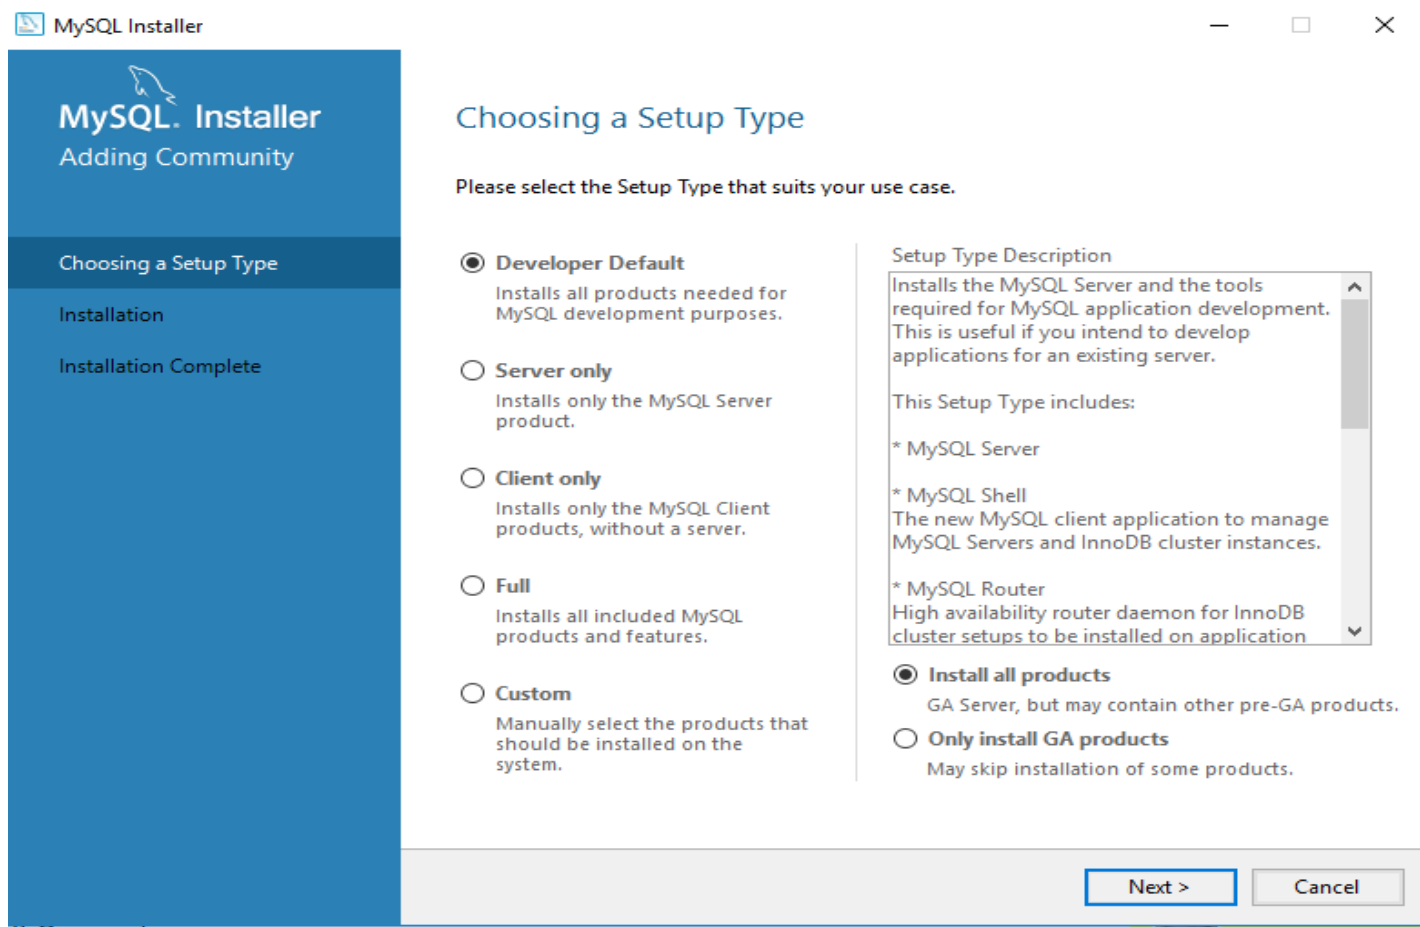 MySQL Installer
MySQL. Installer
Adding Community
Choosing a Setup Type
Installation
Installation Complete
Choosing a Setup Type
Please select the Setup Type that suits your use case.
Developer Default
Installs all products needed for
MySQL development purposes.
Server only
Installs only the MySQL Server
product.
Client only
Installs only the MySQL Client
products, without a server.
Full
Installs all included MySQL
products and features.
Custom
Manually select the products that
should be installed on the
system.
Setup Type Description
Installs the MySQL Server and the tools
required for MySQL application development.
This is useful if you intend to develop
applications for an existing server.
This Setup Type includes:
* MySQL Server
* MySQL Shell
The new MySQL client application to manage
MySQL Servers and InnoDB cluster instances.
* MySQL Router
High availability router daemon for InnoDB
cluster setups to be installed on application
Install all products
GA Server, but may contain other pre-GA products.
Only install GA products
May skip installation of some products.
Next >
Cancel